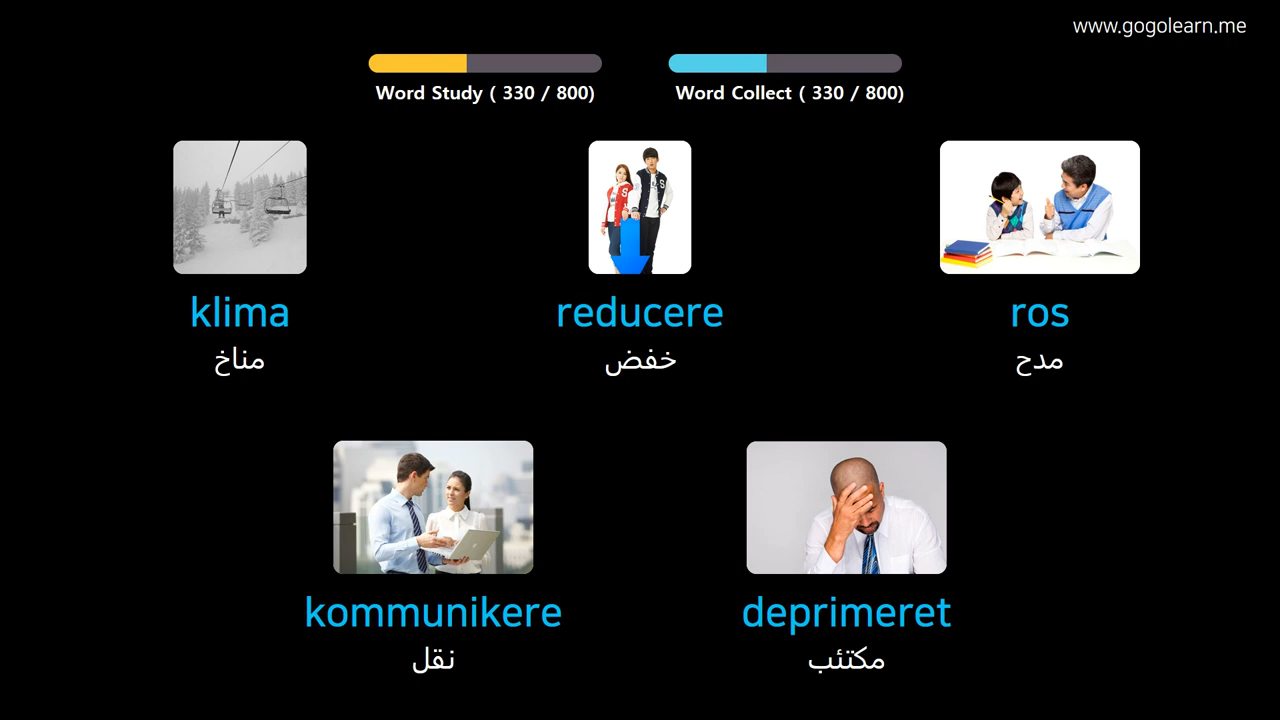 www.gogolearn.me
Word Study ( 330 / 800)
Word Collect ( 330 / 800)
klima
مناخ
reducere
خفض
ros
مدح
kommunikere
نقل
deprimeret
مكتئب